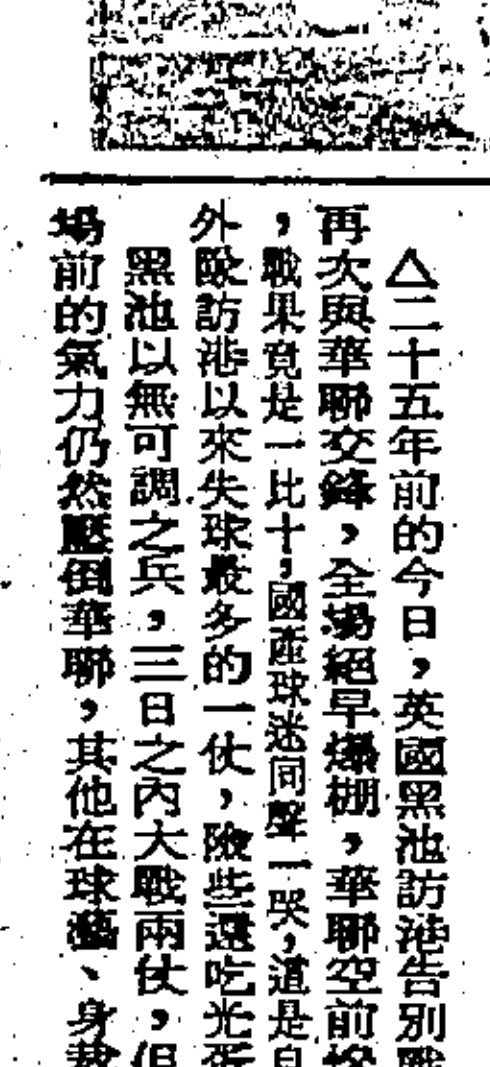 △二十五年前的今日，英國黑池訪港告別戰
再次與華聯交鋒，全場絕早爆棚，華聯空前慘
，戰果竟是一比十，國產球迷同聲一哭，道是自
外隊訪港以來失球最多的一仗，險些還吃光蛋
黑池以無可調之兵，三日之內大戰兩仗，但
場前的氣力仍然壓倒華聯，其他在球藝、身裁